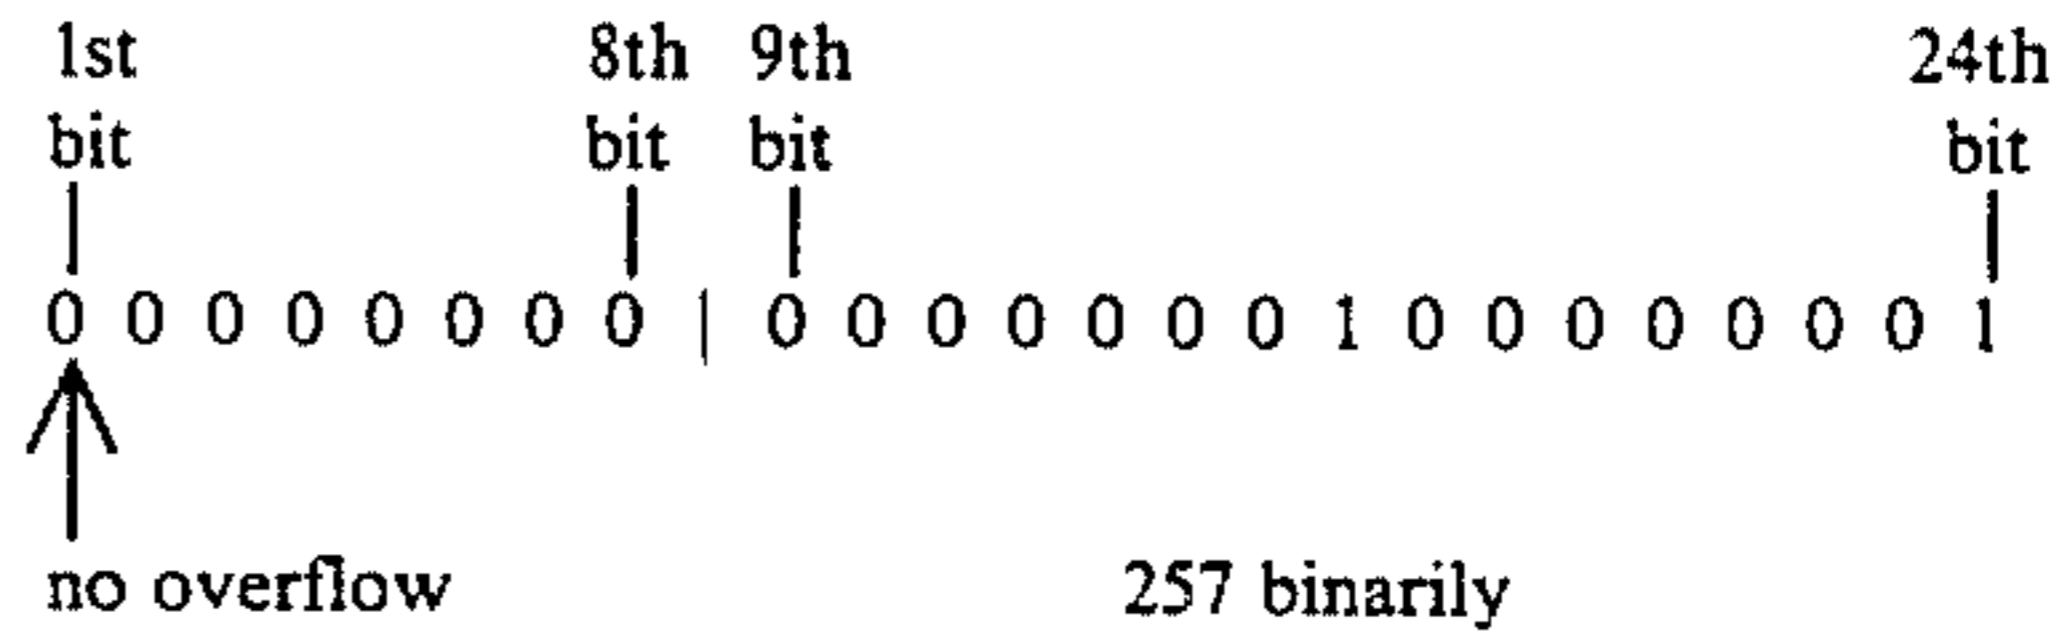 1st 8th 9th 24th
bit bit bit bit
0 0 0 0 0 0 0 0 | 0 0 0 0 0 0 0 1 0 0 0 0 0 0 0 1
no overflow 257 binarily